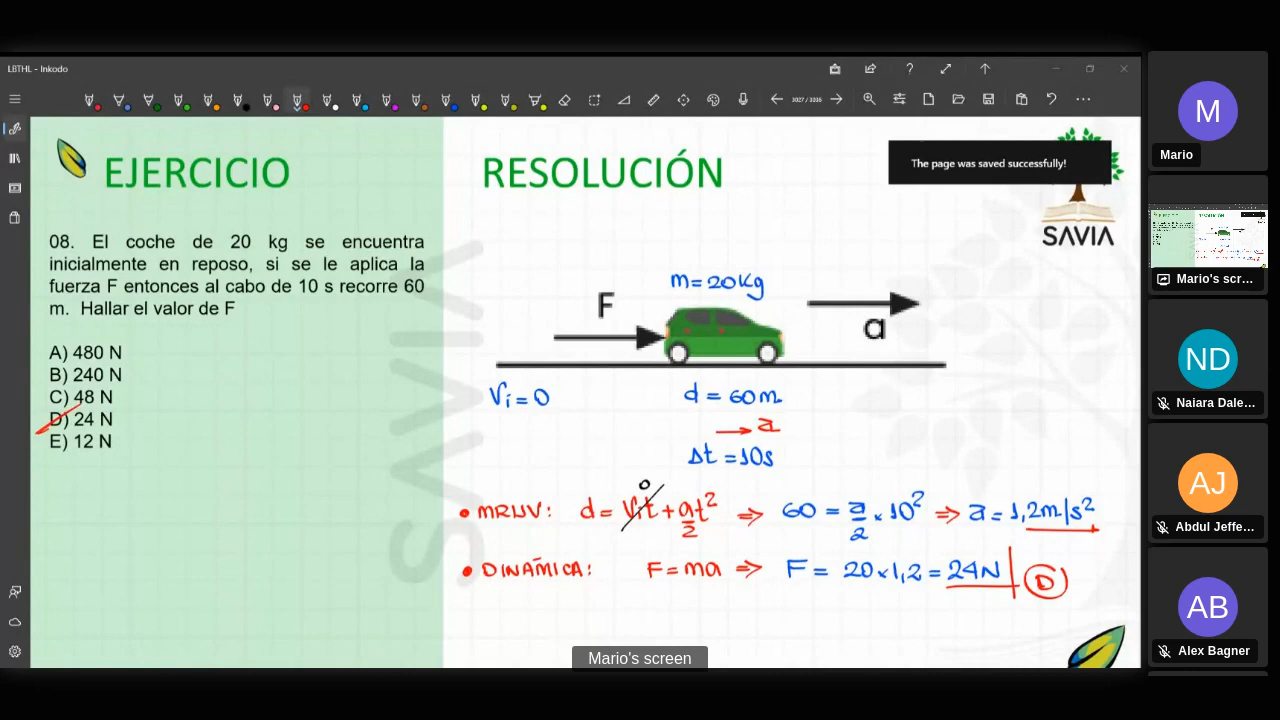 LBTHL - Inkodo
3027 / 3336
EJERCICIO
RESOLUCIÓN
The page was saved successfully!
SAVIA
08. El coche de 20 kg se encuentra
inicialmente en reposo, si se le aplica la
fuerza F entonces al cabo de 10 s recorre 60
m. Hallar el valor de F
A) 480 N
B) 240 N
C) 48 N
D) 24 N
E) 12 N
SAVIA
m = 20Kg
F
a
Vi = 0
d = 60m
a
Δt = 10s
0
• MRUV: d = Vit + at²/2 ⇒ 60 = a/2 × 10² ⇒ a = 1,2m/s²
• DINÁMICA: F = ma ⇒ F = 20×1,2 = 24N D
Mario's screen
M
Mario
Mario's scr...
ND
Naiara Dale...
AJ
Abdul Jeffe...
AB
Alex Bagner